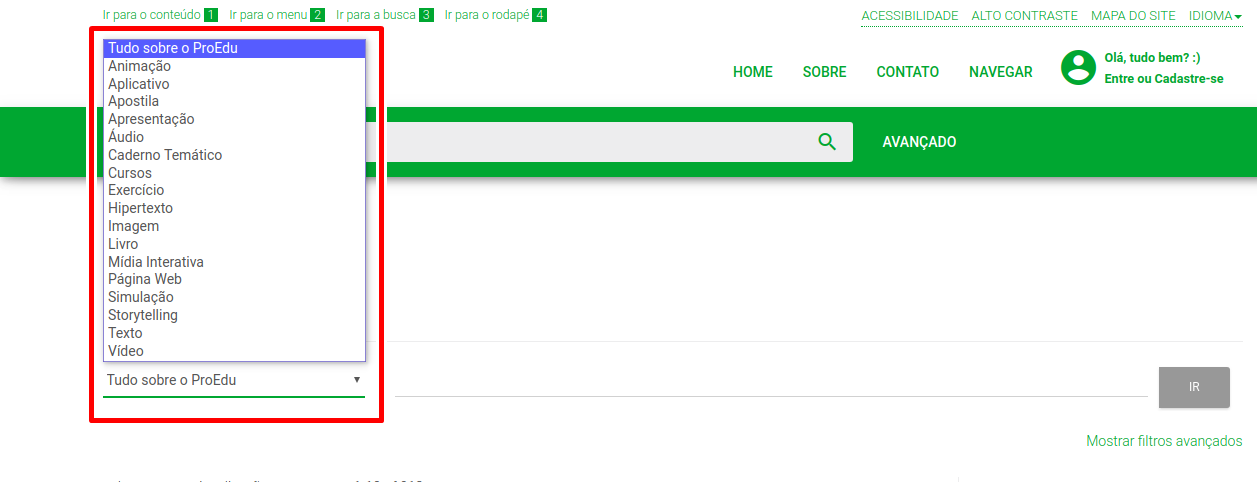 Ir para o conteúdo 1 Ir para o menu 2 Ir para a busca 3 Ir para o rodapé 4
ACESSIBILIDADE ALTO CONTRASTE MAPA DO SITE IDIOMA
HOME SOBRE CONTATO NAVEGAR
Olá, tudo bem? :)
Entre ou Cadastre-se
AVANÇADO
Tudo sobre o ProEdu
Animação
Aplicativo
Apostila
Apresentação
Áudio
Caderno Temático
Cursos
Exercício
Hipertexto
Imagem
Livro
Mídia Interativa
Página Web
Simulação
Storytelling
Texto
Vídeo
Tudo sobre o ProEdu
IR
Mostrar filtros avançados